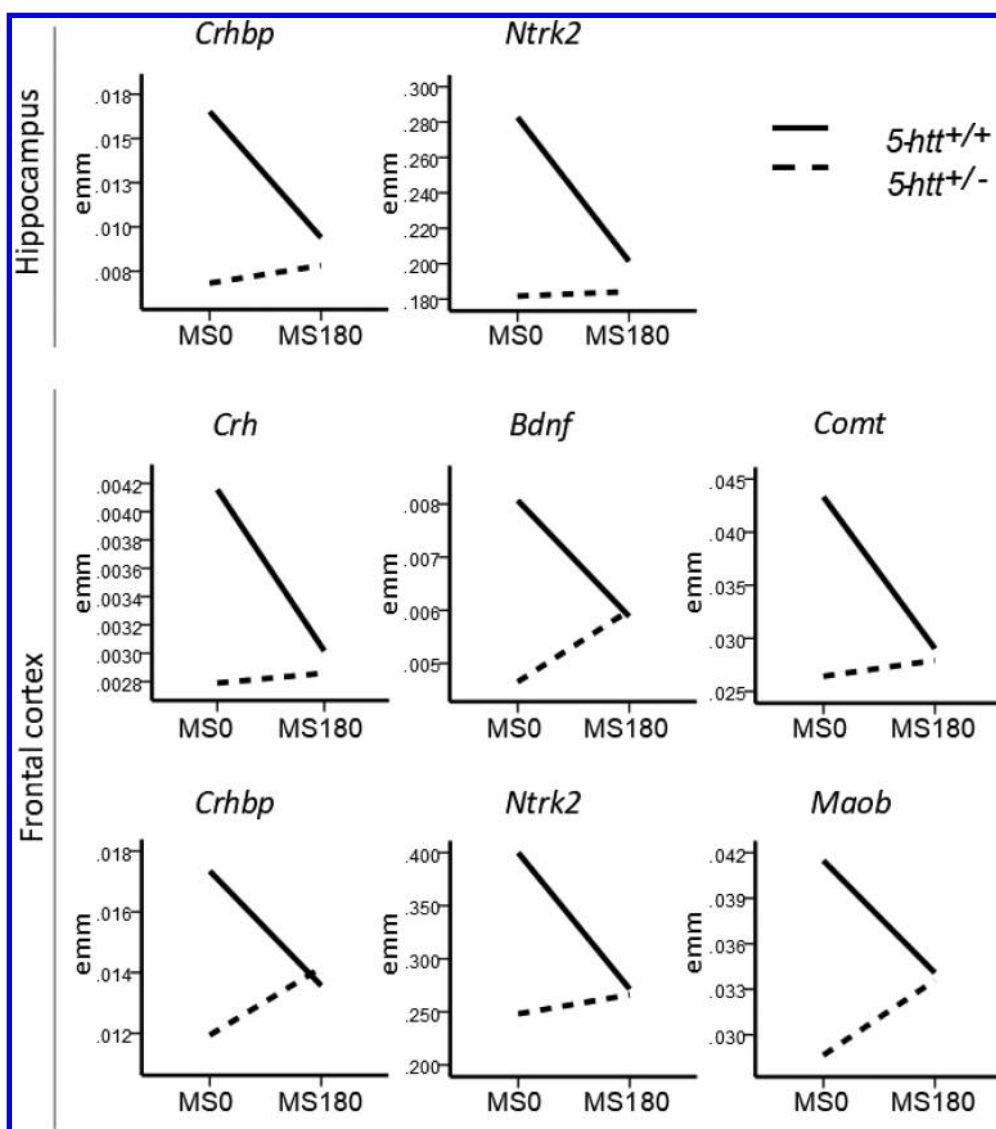 Hippocampus
Crhbp
emm
.018
.015
.013
.010
.008
MS0 MS180
Ntrk2
emm
.300
.280
.260
.240
.220
.200
.180
MS0 MS180
5-htt+/+
5-htt+/-
Frontal cortex
Crh
emm
.0042
.0040
.0038
.0036
.0034
.0032
.0030
.0028
MS0 MS180
Bdnf
emm
.008
.007
.006
.005
MS0 MS180
Comt
emm
.045
.040
.035
.030
.025
MS0 MS180
Crhbp
emm
.018
.016
.014
.012
MS0 MS180
Ntrk2
emm
.400
.350
.300
.250
.200
MS0 MS180
Maob
emm
.042
.039
.036
.033
.030
MS0 MS180